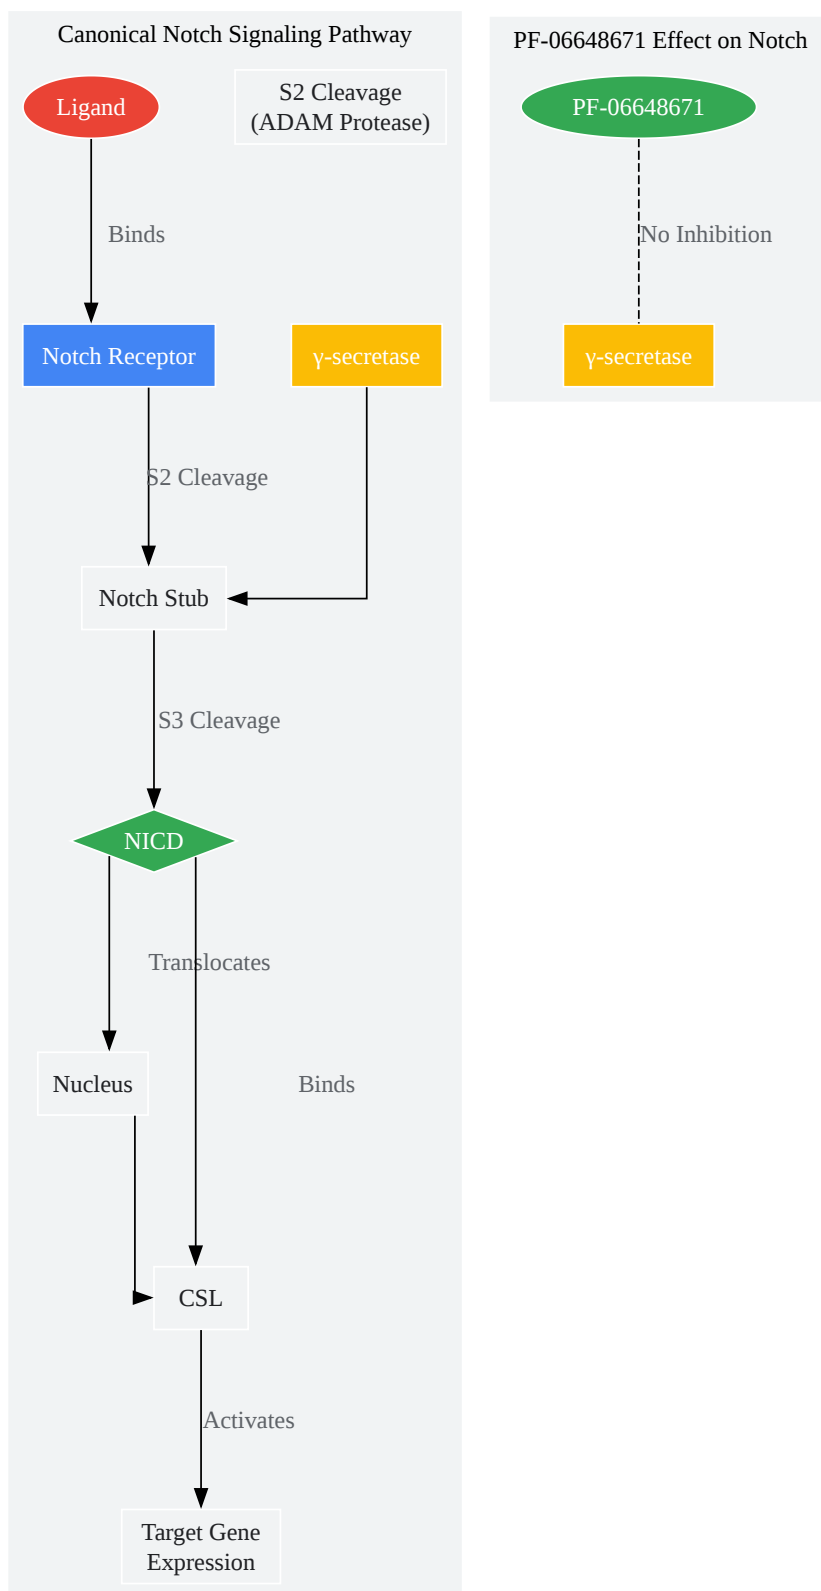 Canonical Notch Signaling Pathway
Ligand
S2 Cleavage
(ADAM Protease)
Binds
Notch Receptor
γ-secretase
S2 Cleavage
Notch Stub
S3 Cleavage
NICD
Translocates
Nucleus
Binds
CSL
Activates
Target Gene
Expression
PF-06648671 Effect on Notch
PF-06648671
No Inhibition
γ-secretase